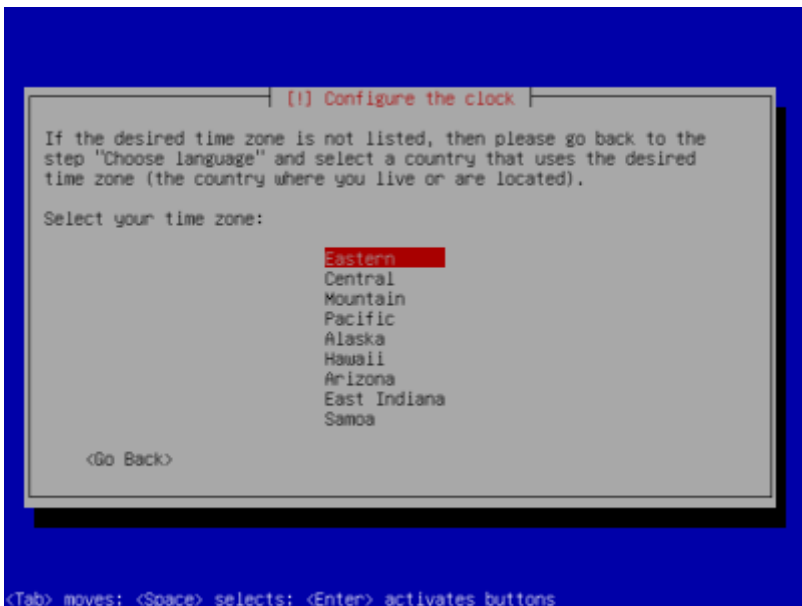 [!] Configure the clock
If the desired time zone is not listed, then please go back to the
step "Choose language" and select a country that uses the desired
time zone (the country where you live or are located).
Select your time zone:
Eastern
Central
Mountain
Pacific
Alaska
Hawaii
Arizona
East Indiana
Samoa
<Go Back>
<Tab> moves; <Space> selects; <Enter> activates buttons